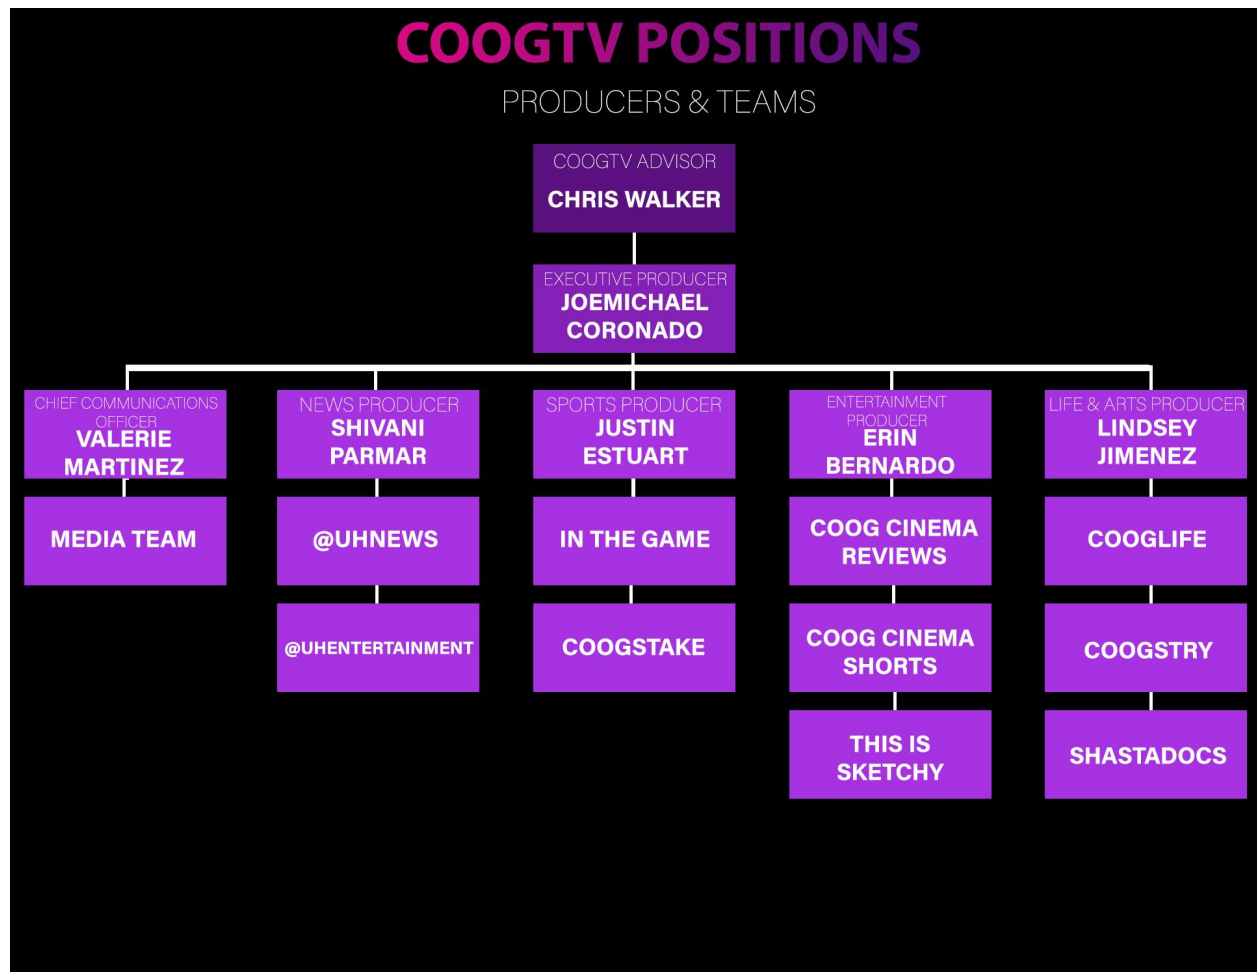 COOGTV POSITIONS
PRODUCERS & TEAMS
COOGTV ADVISOR
CHRIS WALKER
EXECUTIVE PRODUCER
JOEMICHAEL
CORONADO
CHIEF COMMUNICATIONS
OFFICER
VALERIE
MARTINEZ
MEDIA TEAM
NEWS PRODUCER
SHIVANI
PARMAR
@UHNEWS
@UHENTERTAINMENT
SPORTS PRODUCER
JUSTIN
ESTUART
IN THE GAME
COOGSTAKE
ENTERTAINMENT
PRODUCER
ERIN
BERNARDO
COOG CINEMA
REVIEWS
COOG CINEMA
SHORTS
THIS IS
SKETCHY
LIFE & ARTS PRODUCER
LINDSEY
JIMENEZ
COOGLIFE
COOGSTRY
SHASTADOCS